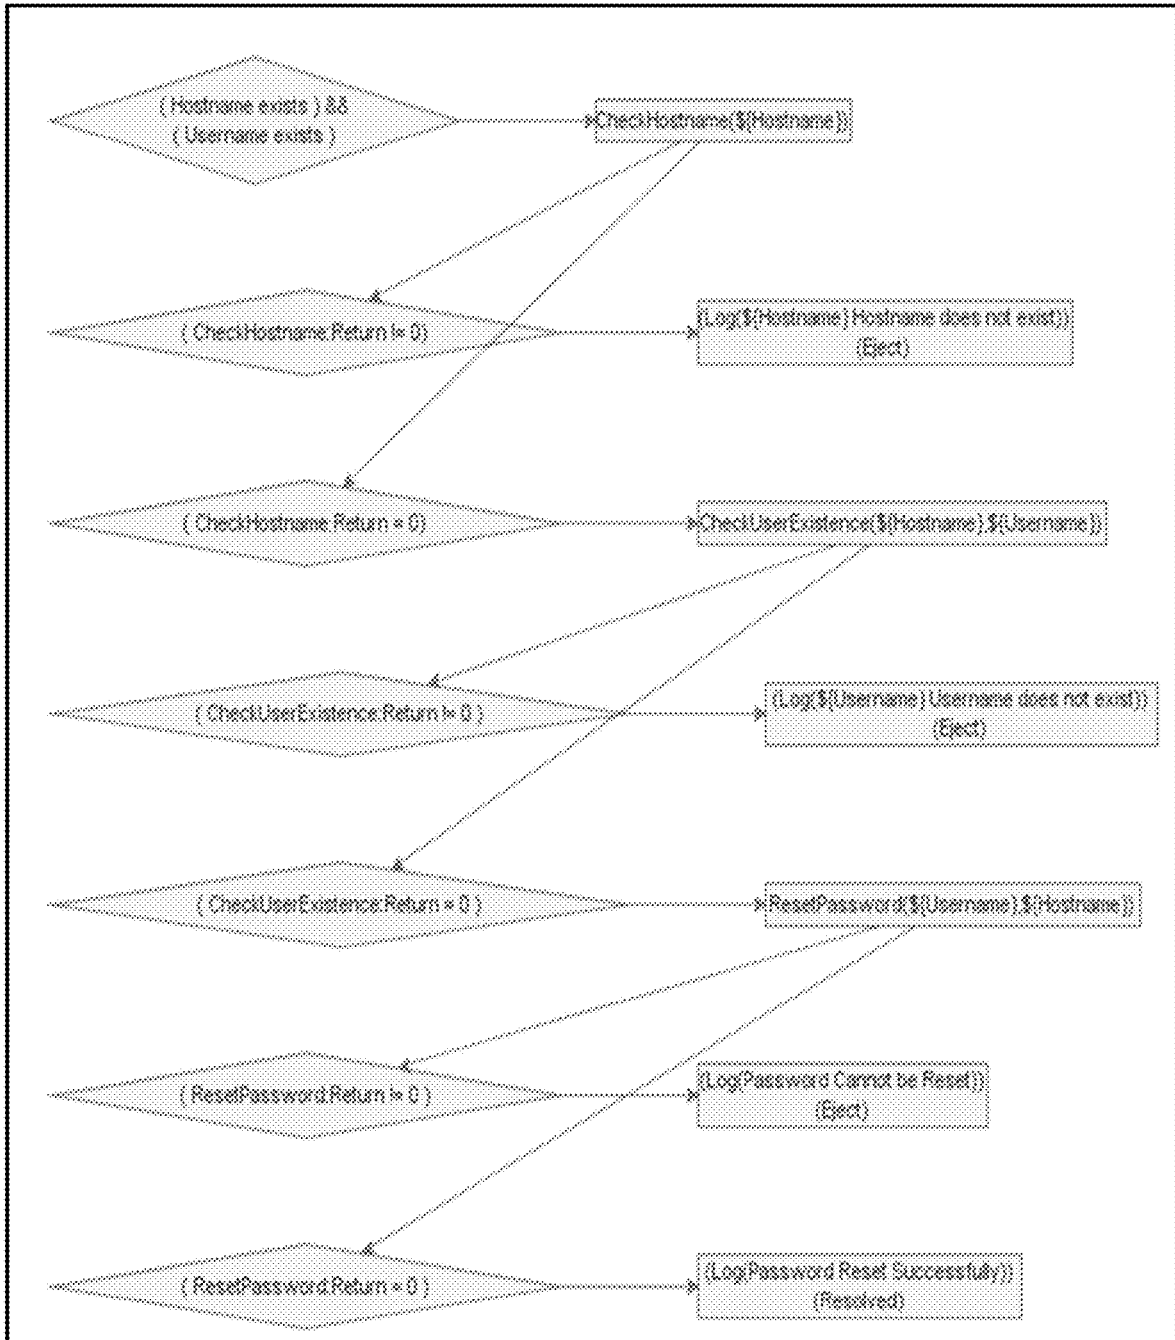 ( Hostname exists ) &&
( Username exists )
CheckHostname(${Hostname})
( CheckHostname.Return != 0)
(Log(${Hostname} Hostname does not exist))
(Eject)
( CheckHostname.Return = 0)
CheckUserExistence(${Hostname},${Username})
( CheckUserExistence.Return != 0 )
(Log(${Username} Username does not exist))
(Eject)
( CheckUserExistence.Return = 0 )
ResetPassword(${Username},${Hostname})
( ResetPassword.Return != 0 )
(Log(Password Cannot be Reset))
(Eject)
( ResetPassword.Return = 0 )
(Log(Password Reset Successfully))
(Resolved)